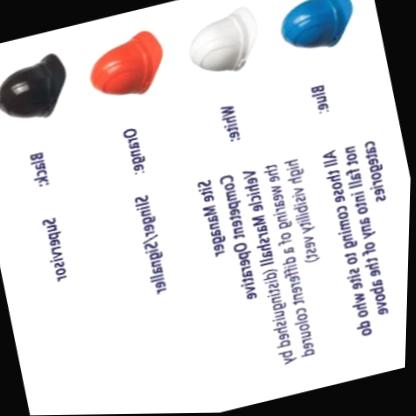 Black: Supervisor
Orange: Slinger/Signaller
White: Site Manager
Competent Operative
Vehicle Marshall (distinguished by
the wearing of a different coloured
high visibility vest)
Blue: All those coming to site who do
not fall into any of the above
categories